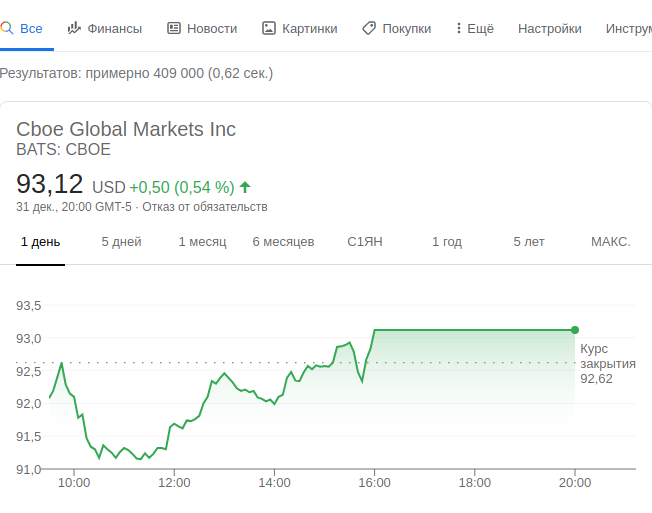 Все Финансы Новости Картинки Покупки Ещё Настройки Инстру
Результатов: примерно 409 000 (0,62 сек.)
Cboe Global Markets Inc
BATS: CBOE
93,12 USD +0,50 (0,54 %)
31 дек., 20:00 GMT-5 · Отказ от обязательств
1 день 5 дней 1 месяц 6 месяцев С1ЯН 1 год 5 лет МАКС.
93,5
93,0
92,5
92,0
91,5
91,0
Курс
закрытия
92,62
10:00 12:00 14:00 16:00 18:00 20:00